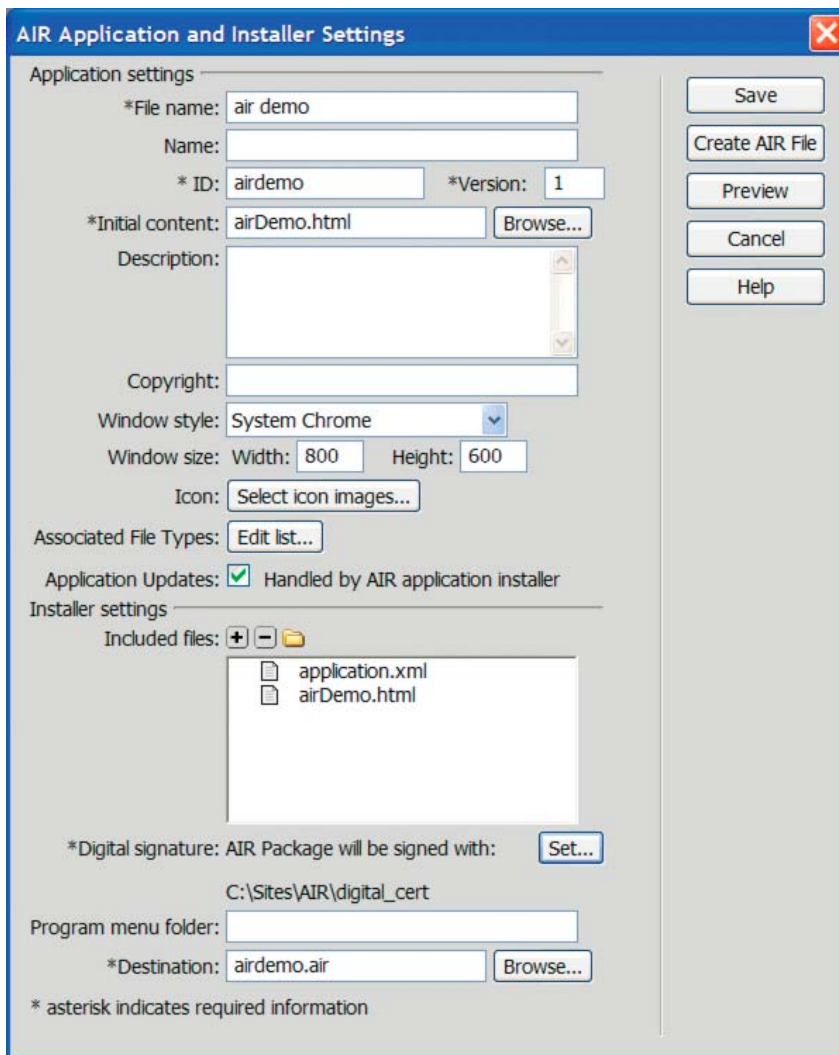 AIR Application and Installer Settings
Application settings
*File name: air demo
Name:
* ID: airdemo *Version: 1
*Initial content: airDemo.html Browse...
Description:
Copyright:
Window style: System Chrome
Window size: Width: 800 Height: 600
Icon: Select icon images...
Associated File Types: Edit list...
Application Updates: Handled by AIR application installer
Installer settings
Included files:
application.xml
airDemo.html
*Digital signature: AIR Package will be signed with: Set...
C:\Sites\AIR\digital_cert
Program menu folder:
*Destination: airdemo.air Browse...
* asterisk indicates required information
Save
Create AIR File
Preview
Cancel
Help